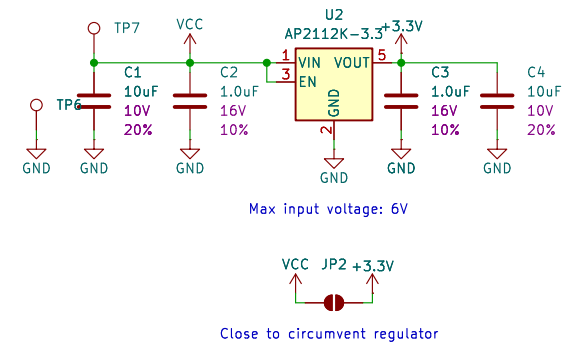 TP7
VCC
U2
AP2112K-3.3
+3.3V
1
VIN
VOUT
5
3
EN
GND
2
C1
10uF
10V
20%
C2
1.0uF
16V
10%
C3
1.0uF
16V
10%
C4
10uF
10V
20%
TP6
GND
GND
GND
GND
GND
GND
Max input voltage: 6V
VCC
JP2
+3.3V
Close to circumvent regulator